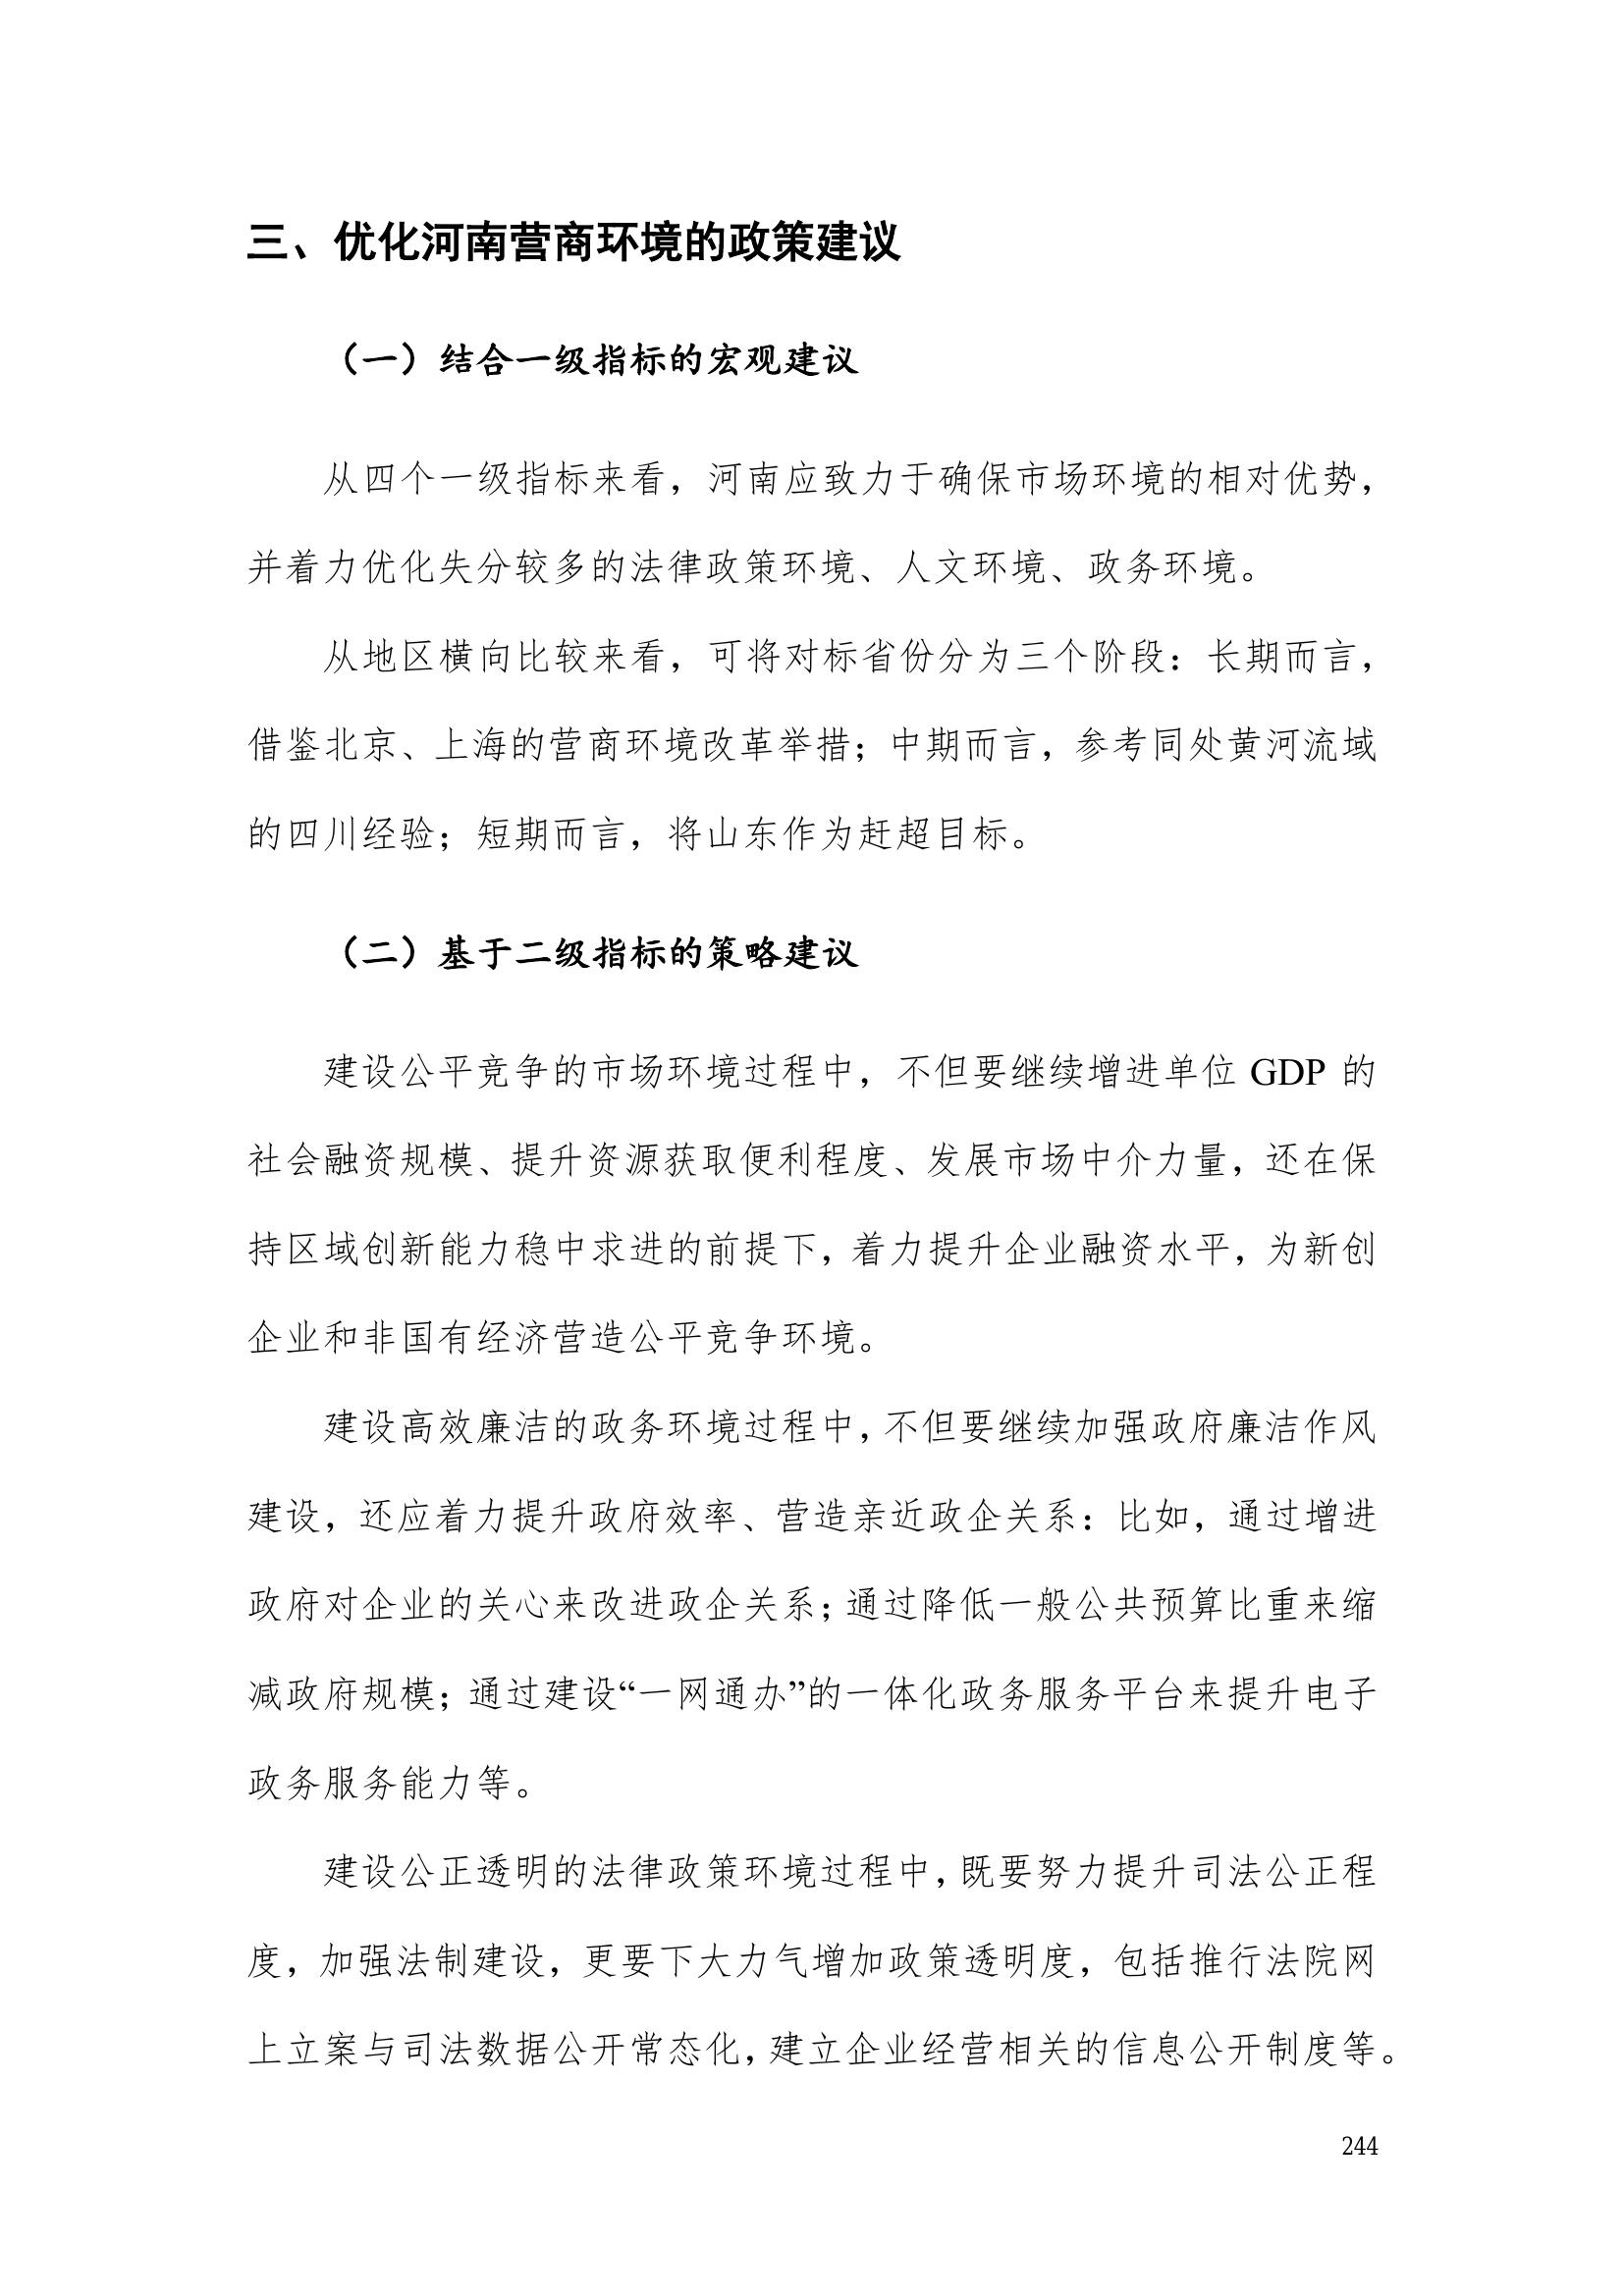 三、优化河南营商环境的政策建议
（一）结合一级指标的宏观建议
从四个一级指标来看，河南应致力于确保市场环境的相对优势，
并着力优化失分较多的法律政策环境、人文环境、政务环境。
从地区横向比较来看，可将对标省份分为三个阶段：长期而言，
借鉴北京、上海的营商环境改革举措；中期而言，参考同处黄河流域
的四川经验；短期而言，将山东作为赶超目标。
（二）基于二级指标的策略建议
建设公平竞争的市场环境过程中，不但要继续增进单位 GDP 的
社会融资规模、提升资源获取便利程度、发展市场中介力量，还在保
持区域创新能力稳中求进的前提下，着力提升企业融资水平，为新创
企业和非国有经济营造公平竞争环境。
建设高效廉洁的政务环境过程中，不但要继续加强政府廉洁作风
建设，还应着力提升政府效率、营造亲近政企关系：比如，通过增进
政府对企业的关心来改进政企关系；通过降低一般公共预算比重来缩
减政府规模；通过建设“一网通办”的一体化政务服务平台来提升电子
政务服务能力等。
建设公正透明的法律政策环境过程中，既要努力提升司法公正程
度，加强法制建设，更要下大力气增加政策透明度，包括推行法院网
上立案与司法数据公开常态化，建立企业经营相关的信息公开制度等。
244